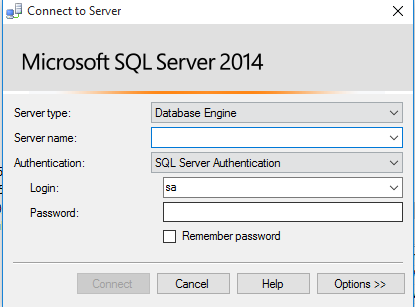 Connect to Server
Microsoft SQL Server 2014
Server type: Database Engine
Server name:
Authentication: SQL Server Authentication
Login: sa
Password:
Remember password
Connect Cancel Help Options >>